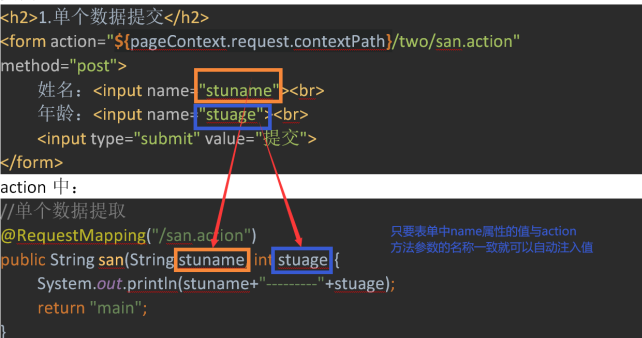 <h2>1.单个数据提交</h2>
<form action="${pageContext.request.contextPath}/two/san.action"
method="post">
姓名：<input name="stuname"><br>
年龄：<input name="stuage"><br>
<input type="submit" value="提交">
</form>
action 中：
//单个数据提取
@RequestMapping("/san.action")
public String san(String stuname, int stuage) {
System.out.println(stuname+"---------"+stuage);
return "main";
}
只要表单中name属性的值与action
方法参数的名称一致就可以自动注入值